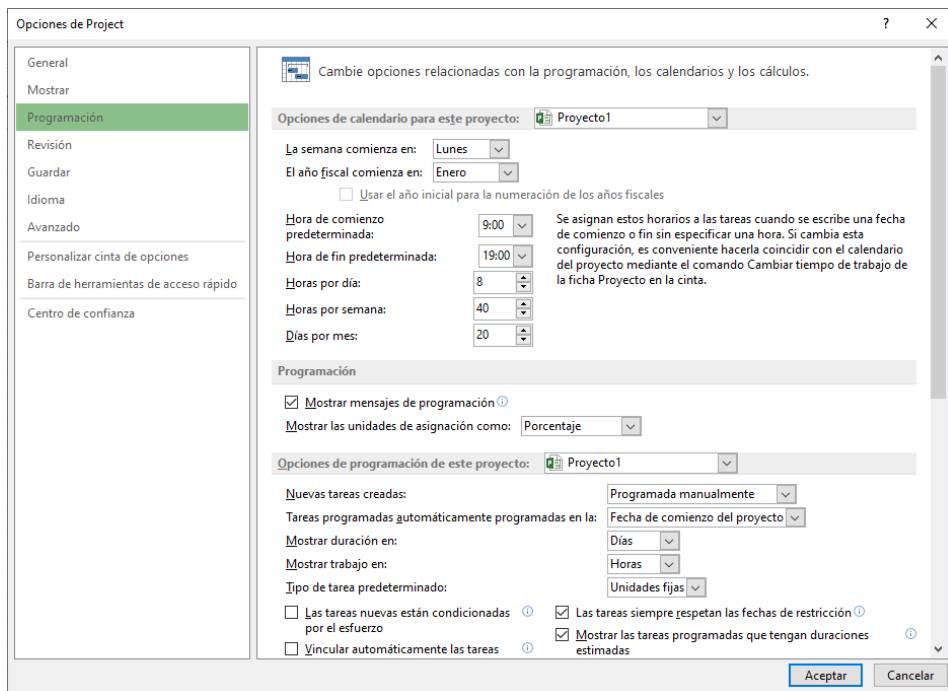 Opciones de Project
?
General
Mostrar
Programación
Revisión
Guardar
Idioma
Avanzado
Personalizar cinta de opciones
Barra de herramientas de acceso rápido
Centro de confianza
Cambie opciones relacionadas con la programación, los calendarios y los cálculos.
Opciones de calendario para este proyecto: Proyecto1
La semana comienza en: Lunes
El año fiscal comienza en: Enero
Usar el año inicial para la numeración de los años fiscales
Hora de comienzo
predeterminada: 9:00
Hora de fin predeterminada: 19:00
Horas por día: 8
Horas por semana: 40
Días por mes: 20
Se asignan estos horarios a las tareas cuando se escribe una fecha
de comienzo o fin sin especificar una hora. Si cambia esta
configuración, es conveniente hacerla coincidir con el calendario
del proyecto mediante el comando Cambiar tiempo de trabajo de
la ficha Proyecto en la cinta.
Programación
Mostrar mensajes de programación
Mostrar las unidades de asignación como: Porcentaje
Opciones de programación de este proyecto: Proyecto1
Nuevas tareas creadas: Programada manualmente
Tareas programadas automáticamente programadas en la: Fecha de comienzo del proyecto
Mostrar duración en: Días
Mostrar trabajo en: Horas
Tipo de tarea predeterminado: Unidades fijas
Las tareas nuevas están condicionadas
por el esfuerzo
Vincular automáticamente las tareas
Las tareas siempre respetan las fechas de restricción
Mostrar las tareas programadas que tengan duraciones
estimadas
Aceptar
Cancelar